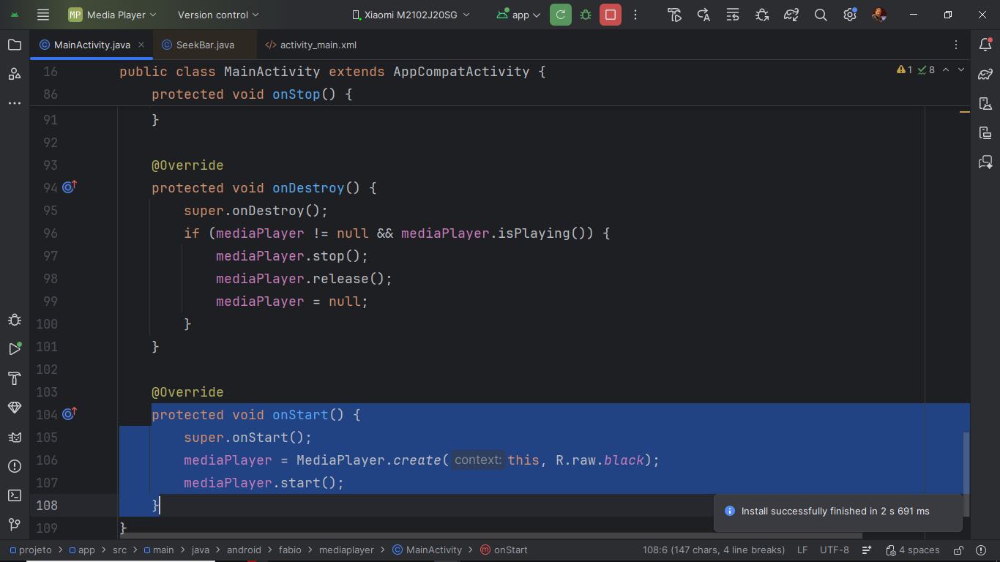 MP Media Player Version control Xiaomi M2102J20SG app
MainActivity.java SeekBar.java </> activity_main.xml
16 public class MainActivity extends AppCompatActivity { 1 8
86 protected void onStop() {
91 }
92
93 @Override
94 protected void onDestroy() {
95 super.onDestroy();
96 if (mediaPlayer != null && mediaPlayer.isPlaying()) {
97 mediaPlayer.stop();
98 mediaPlayer.release();
99 mediaPlayer = null;
100 }
101 }
102
103 @Override
104 protected void onStart() {
105 super.onStart();
106 mediaPlayer = MediaPlayer.create( context: this, R.raw.black);
107 mediaPlayer.start();
108 }
Install successfully finished in 2 s 691 ms
109 }
projeto > app > src > main > java > android > fabio > mediaplayer > MainActivity > onStart 108:6 (147 chars, 4 line breaks) LF UTF-8 4 spaces